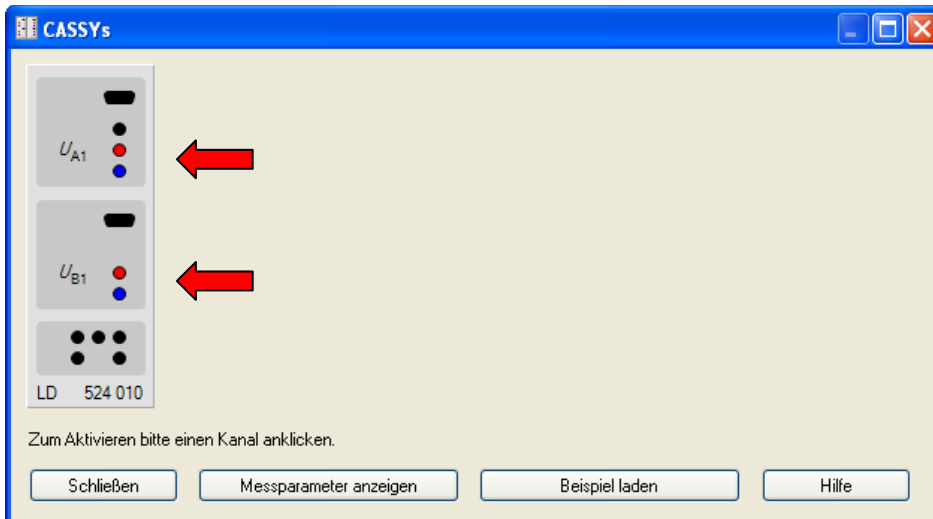 CASSYs
UA1
UB1
LD 524 010
Zum Aktivieren bitte einen Kanal anklicken.
Schließen Messparameter anzeigen Beispiel laden Hilfe